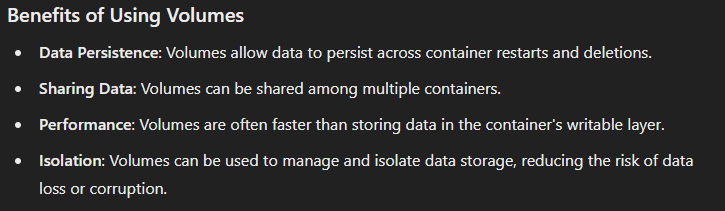 Benefits of Using Volumes
• Data Persistence: Volumes allow data to persist across container restarts and deletions.
• Sharing Data: Volumes can be shared among multiple containers.
• Performance: Volumes are often faster than storing data in the container's writable layer.
• Isolation: Volumes can be used to manage and isolate data storage, reducing the risk of data
loss or corruption.